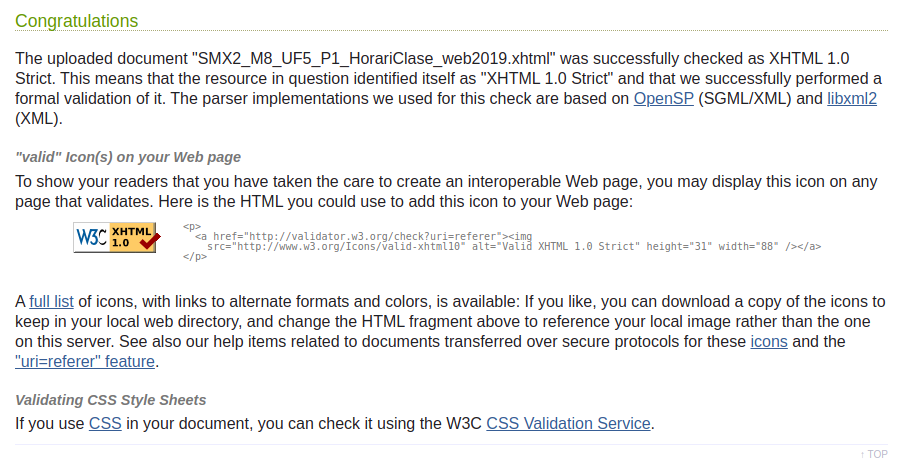 Congratulations
The uploaded document "SMX2_M8_UF5_P1_HorariClase_web2019.xhtml" was successfully checked as XHTML 1.0
Strict. This means that the resource in question identified itself as "XHTML 1.0 Strict" and that we successfully performed a
formal validation of it. The parser implementations we used for this check are based on OpenSP (SGML/XML) and libxml2
(XML).
"valid" Icon(s) on your Web page
To show your readers that you have taken the care to create an interoperable Web page, you may display this icon on any
page that validates. Here is the HTML you could use to add this icon to your Web page:
W3C XHTML 1.0
<p>
<a href="http://validator.w3.org/check?uri=referer"><img
src="http://www.w3.org/Icons/valid-xhtml10" alt="Valid XHTML 1.0 Strict" height="31" width="88" /></a>
</p>
A full list of icons, with links to alternate formats and colors, is available: If you like, you can download a copy of the icons to
keep in your local web directory, and change the HTML fragment above to reference your local image rather than the one
on this server. See also our help items related to documents transferred over secure protocols for these icons and the
"uri=referer" feature.
Validating CSS Style Sheets
If you use CSS in your document, you can check it using the W3C CSS Validation Service.
↑ TOP